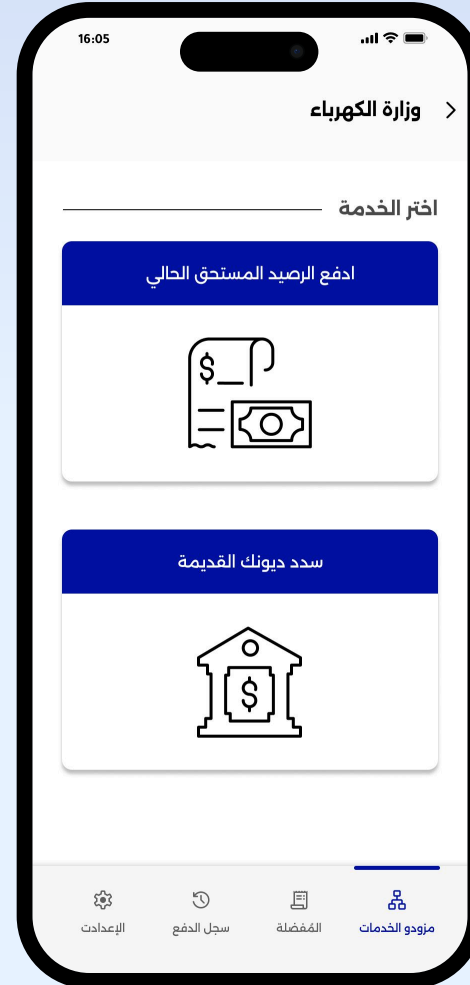 16:05
وزارة الكهرباء
اختر الخدمة
ادفع الرصيد المستحق الحالي
$
سدد ديونك القديمة
$
مزودو الخدمات
المُفضلة
سجل الدفع
الإعدادت